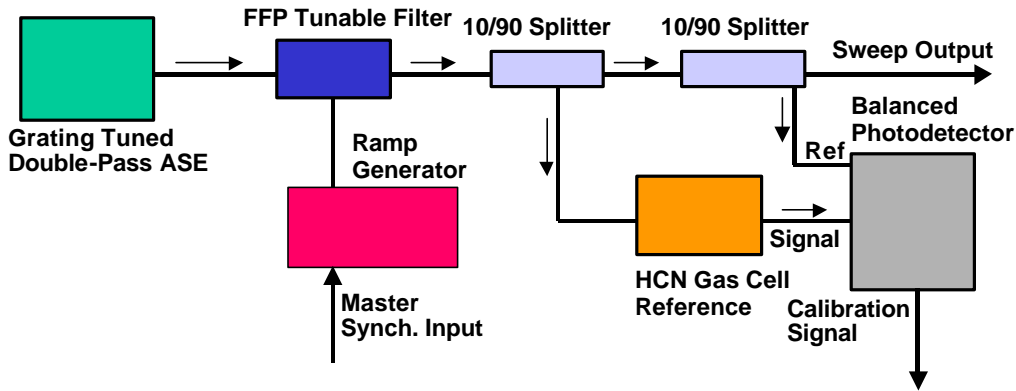 FFP Tunable Filter
10/90 Splitter
10/90 Splitter
Sweep Output
Grating Tuned
Double-Pass ASE
Ramp
Generator
Balanced
Photodetector
Ref
Signal
HCN Gas Cell
Reference
Master
Synch. Input
Calibration
Signal